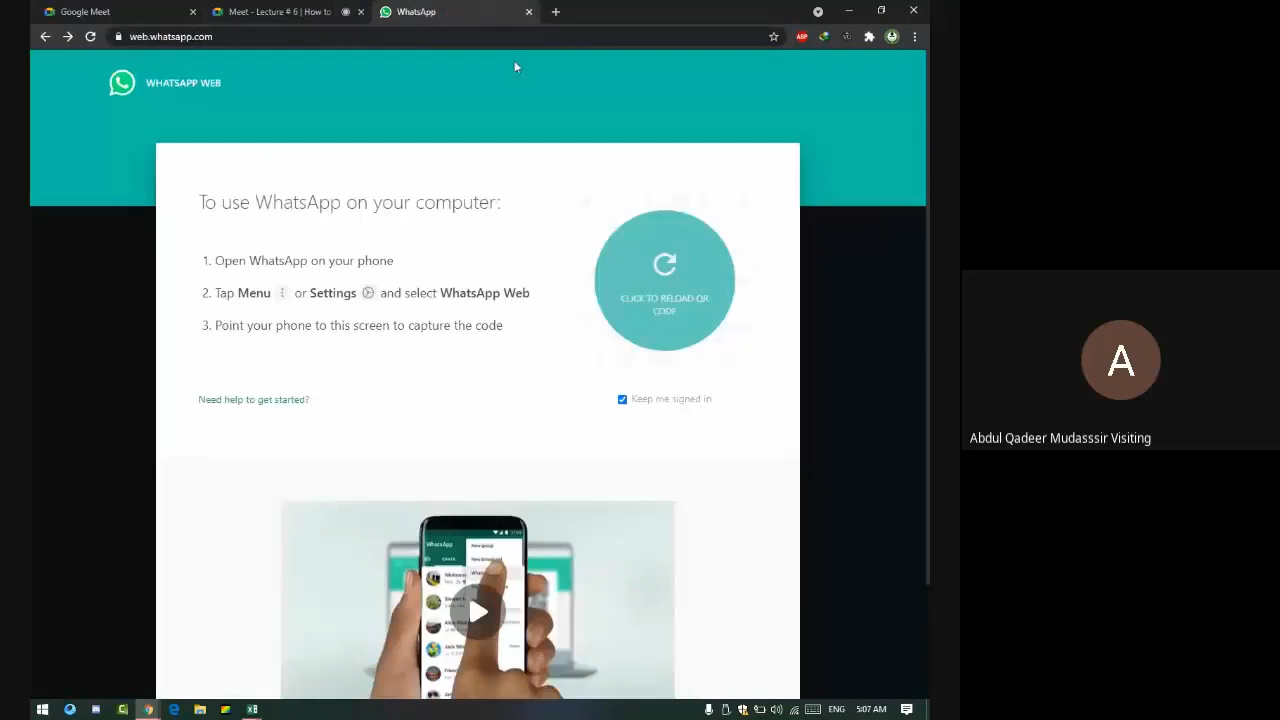 Google Meet
Meet - Lecture # 6 | How to
WhatsApp
web.whatsapp.com
ABP
WHATSAPP WEB
To use WhatsApp on your computer:
1. Open WhatsApp on your phone
2. Tap Menu or Settings and select WhatsApp Web
3. Point your phone to this screen to capture the code
CLICK TO RELOAD QR
CODE
Need help to get started?
Keep me signed in
WhatsApp
New group
CHATS
A
Abdul Qadeer Mudasssir Visiting
ENG
5:07 AM